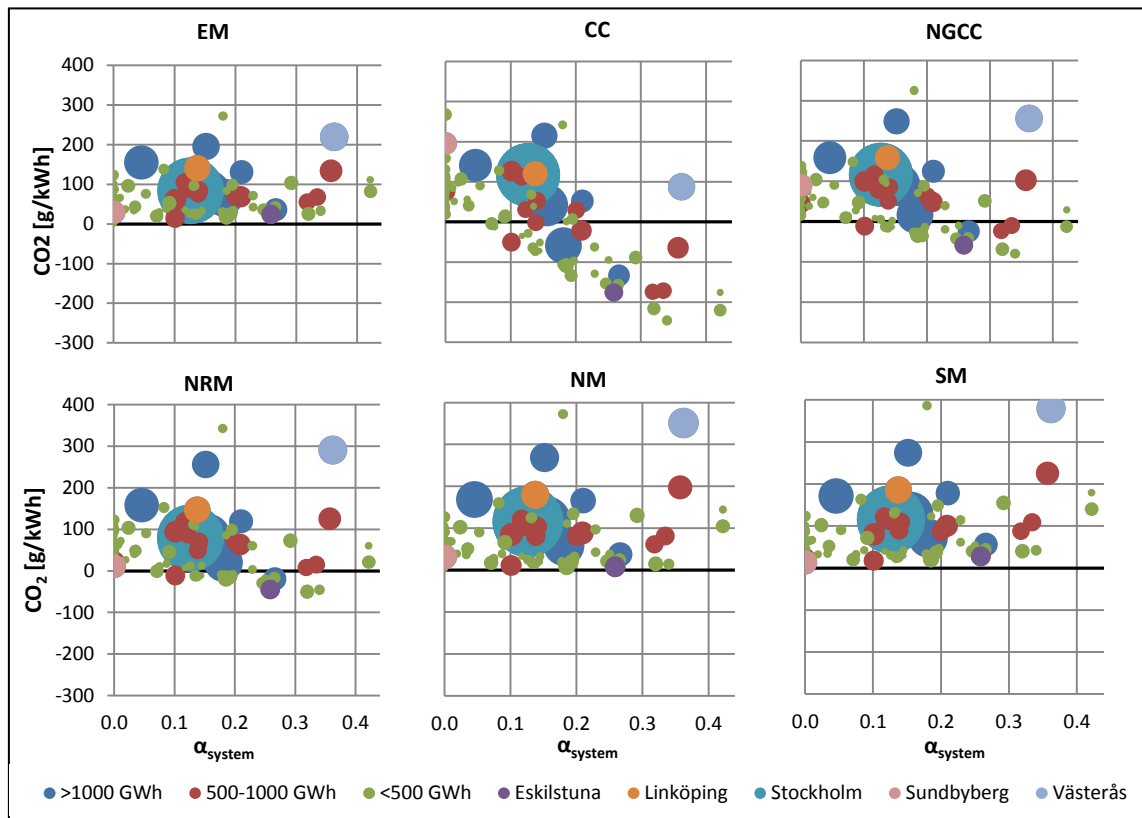 EM CC NGCC
CO2 [g/kWh]
400
300
200
100
0
-100
-200
-300
NRM NM SM
CO₂ [g/kWh]
400
300
200
100
0
-100
-200
-300
0.0 0.1 0.2 0.3 0.4 0.0 0.1 0.2 0.3 0.4 0.0 0.1 0.2 0.3 0.4
αsystem αsystem αsystem
>1000 GWh 500-1000 GWh <500 GWh Eskilstuna Linköping Stockholm Sundbyberg Västerås